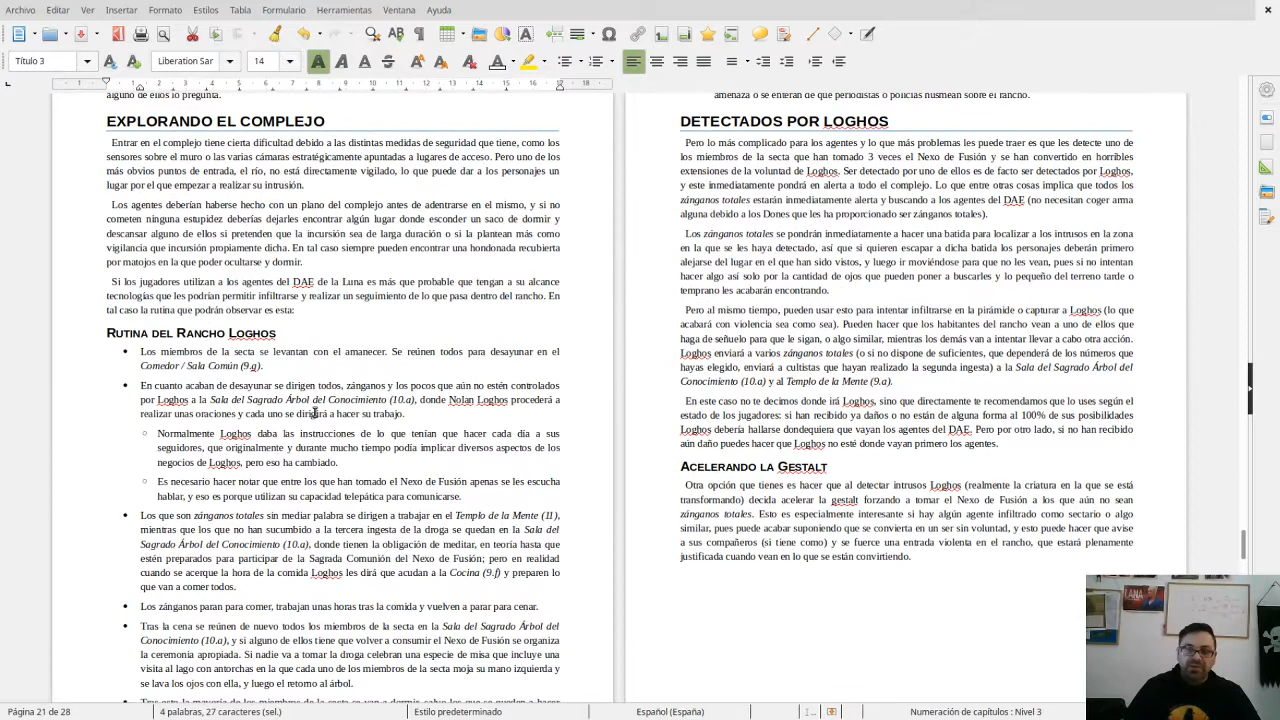 Archivo Editar Ver Insertar Formato Estilos Tabla Formulario Herramientas Ventana Ayuda
Título 3 Liberation Sar 14
1 1 2 3 4 5 6 7 8 9 10 11 12 13 14 15 16 17 18
alguno de ellos lo pregunta.
EXPLORANDO EL COMPLEJO
Entrar en el complejo tiene cierta dificultad debido a las distintas medidas de seguridad que tiene, como los
sensores sobre el muro o las varias cámaras estratégicamente apuntadas a lugares de acceso. Pero uno de los
más obvios puntos de entrada, el río, no está directamente vigilado, lo que puede dar a los personajes un
lugar por el que empezar a realizar su intrusión.
Los agentes deberían haberse hecho con un plano del complejo antes de adentrarse en el mismo, y si no
cometen ninguna estupidez deberías dejarles encontrar algún lugar donde esconder un saco de dormir y
descansar alguno de ellos si pretenden que la incursión sea de larga duración o si la plantean más como
vigilancia que incursión propiamente dicha. En tal caso siempre pueden encontrar una hondonada recubierta
por matojos en la que poder ocultarse y dormir.
Si los jugadores utilizan a los agentes del DAE de la Luna es más que probable que tengan a su alcance
tecnologías que les podrían permitir infiltrarse y realizar un seguimiento de lo que pasa dentro del rancho. En
tal caso la rutina que podrán observar es esta:
RUTINA DEL RANCHO LOGHOS
• Los miembros de la secta se levantan con el amanecer. Se reúnen todos para desayunar en el
Comedor / Sala Común (9.g).
• En cuanto acaban de desayunar se dirigen todos, zánganos y los pocos que aún no estén controlados
por Loghos a la Sala del Sagrado Árbol del Conocimiento (10.a), donde Nolan Loghos procederá a
realizar unas oraciones y cada uno se dirigirá a hacer su trabajo.
○ Normalmente Loghos daba las instrucciones de lo que tenían que hacer cada día a sus
seguidores, que originalmente y durante mucho tiempo podía implicar diversos aspectos de los
negocios de Loghos, pero eso ha cambiado.
○ Es necesario hacer notar que entre los que han tomado el Nexo de Fusión apenas se les escucha
hablar, y eso es porque utilizan su capacidad telepática para comunicarse.
• Los que son zánganos totales sin mediar palabra se dirigen a trabajar en el Templo de la Mente (11),
mientras que los que no han sucumbido a la tercera ingesta de la droga se quedan en la Sala del
Sagrado Árbol del Conocimiento (10.a), donde tienen la obligación de meditar, en teoría hasta que
estén preparados para participar de la Sagrada Comunión del Nexo de Fusión; pero en realidad
cuando se acerque la hora de la comida Loghos les dirá que acudan a la Cocina (9.f) y preparen lo
que van a comer todos.
• Los zánganos paran para comer, trabajan unas horas tras la comida y vuelven a parar para cenar.
• Tras la cena se reúnen de nuevo todos los miembros de la secta en la Sala del Sagrado Árbol del
Conocimiento (10.a), y si alguno de ellos tiene que volver a consumir el Nexo de Fusión se organiza
la ceremonia apropiada. Si nadie va a tomar la droga celebran una especie de misa que incluye una
visita al lago con antorchas en la que cada uno de los miembros de la secta moja su mano izquierda y
se lava los ojos con ella, y luego el retorno al árbol.
amenaza o se enteran de que periodistas o policías husmean sobre el rancho.
DETECTADOS POR LOGHOS
Pero lo más complicado para los agentes y lo que más problemas les puede traer es que les detecte uno de
los miembros de la secta que han tomado 3 veces el Nexo de Fusión y se han convertido en horribles
extensiones de la voluntad de Loghos. Ser detectado por uno de ellos es de facto ser detectados por Loghos,
y este inmediatamente pondrá en alerta a todo el complejo. Lo que entre otras cosas implica que todos los
zánganos totales estarán inmediatamente alerta y buscando a los agentes del DAE (no necesitan coger arma
alguna debido a los Dones que les ha proporcionado ser zánganos totales).
Los zánganos totales se pondrán inmediatamente a hacer una batida para localizar a los intrusos en la zona
en la que se les haya detectado, así que si quieren escapar a dicha batida los personajes deberán primero
alejarse del lugar en el que han sido vistos, y luego ir moviéndose para que no les vean, pues si no intentan
hacer algo así solo por la cantidad de ojos que pueden poner a buscarles y lo pequeño del terreno tarde o
temprano les acabarán encontrando.
Pero al mismo tiempo, pueden usar esto para intentar infiltrarse en la pirámide o capturar a Loghos (lo que
acabará con violencia sea como sea). Pueden hacer que los habitantes del rancho vean a uno de ellos que
haga de señuelo para que le sigan, o algo similar, mientras los demás van a intentar llevar a cabo otra acción.
Loghos enviará a varios zánganos totales (o si no dispone de suficientes, que dependerá de los números que
hayas elegido, enviará a cultistas que hayan realizado la segunda ingesta) a la Sala del Sagrado Árbol del
Conocimiento (10.a) y al Templo de la Mente (9.a).
En este caso no te decimos donde irá Loghos, sino que directamente te recomendamos que lo uses según el
estado de los jugadores: si han recibido ya daños o no están de alguna forma al 100% de sus posibilidades
Loghos debería hallarse dondequiera que vayan los agentes del DAE. Pero por otro lado, si no han recibido
aún daño puedes hacer que Loghos no esté donde vayan primero los agentes.
ACELERANDO LA GESTALT
Otra opción que tienes es hacer que al detectar intrusos Loghos (realmente la criatura en la que se está
transformando) decida acelerar la gestalt forzando a tomar el Nexo de Fusión a los que aún no sean
zánganos totales. Esto es especialmente interesante si hay algún agente infiltrado como sectario o algo
similar, pues puede acabar suponiendo que se convierta en un ser sin voluntad, y esto puede hacer que avise
a sus compañeros (si tiene como) y se fuerce una entrada violenta en el rancho, que estará plenamente
justificada cuando vean en lo que se están convirtiendo.
LANA
Página 21 de 28 4 palabras, 27 caracteres (sel.) Estilo predeterminado Español (España) Numeración de capítulos : Nivel 3